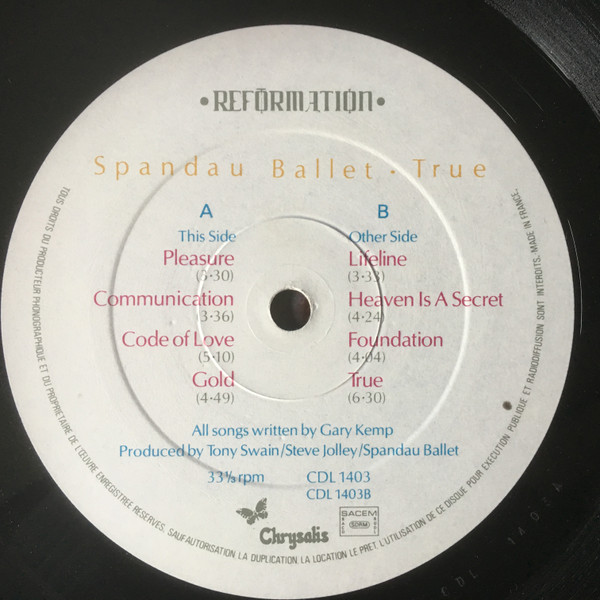 •REFŌRMATIŌN•
Spandau Ballet · True
A B
This Side
Pleasure
(3·30)
Communication
(3·36)
Code of Love
(5·10)
Gold
(4·49)
Other Side
Lifeline
(3·33)
Heaven Is A Secret
(4·24)
Foundation
(4·04)
True
(6·30)
All songs written by Gary Kemp
Produced by Tony Swain/Steve Jolley/Spandau Ballet
33⅓ rpm CDL 1403
CDL 1403B
Chrysalis
SACEM
SDRM
TOUS DROITS DU PRODUCTEUR PHONOGRAPHIQUE ET DU PROPRIETAIRE DE L'ŒUVRE ENREGISTREE RESERVES. SAUF AUTORISATION LA DUPLICATION, LA LOCATION LE PRET, L'UTILISATION DE CE DISQUE POUR EXECUTION PUBLIQUE ET RADIODIFFUSION SONT INTERDITS. MADE IN FRANCE.
CDL 1403